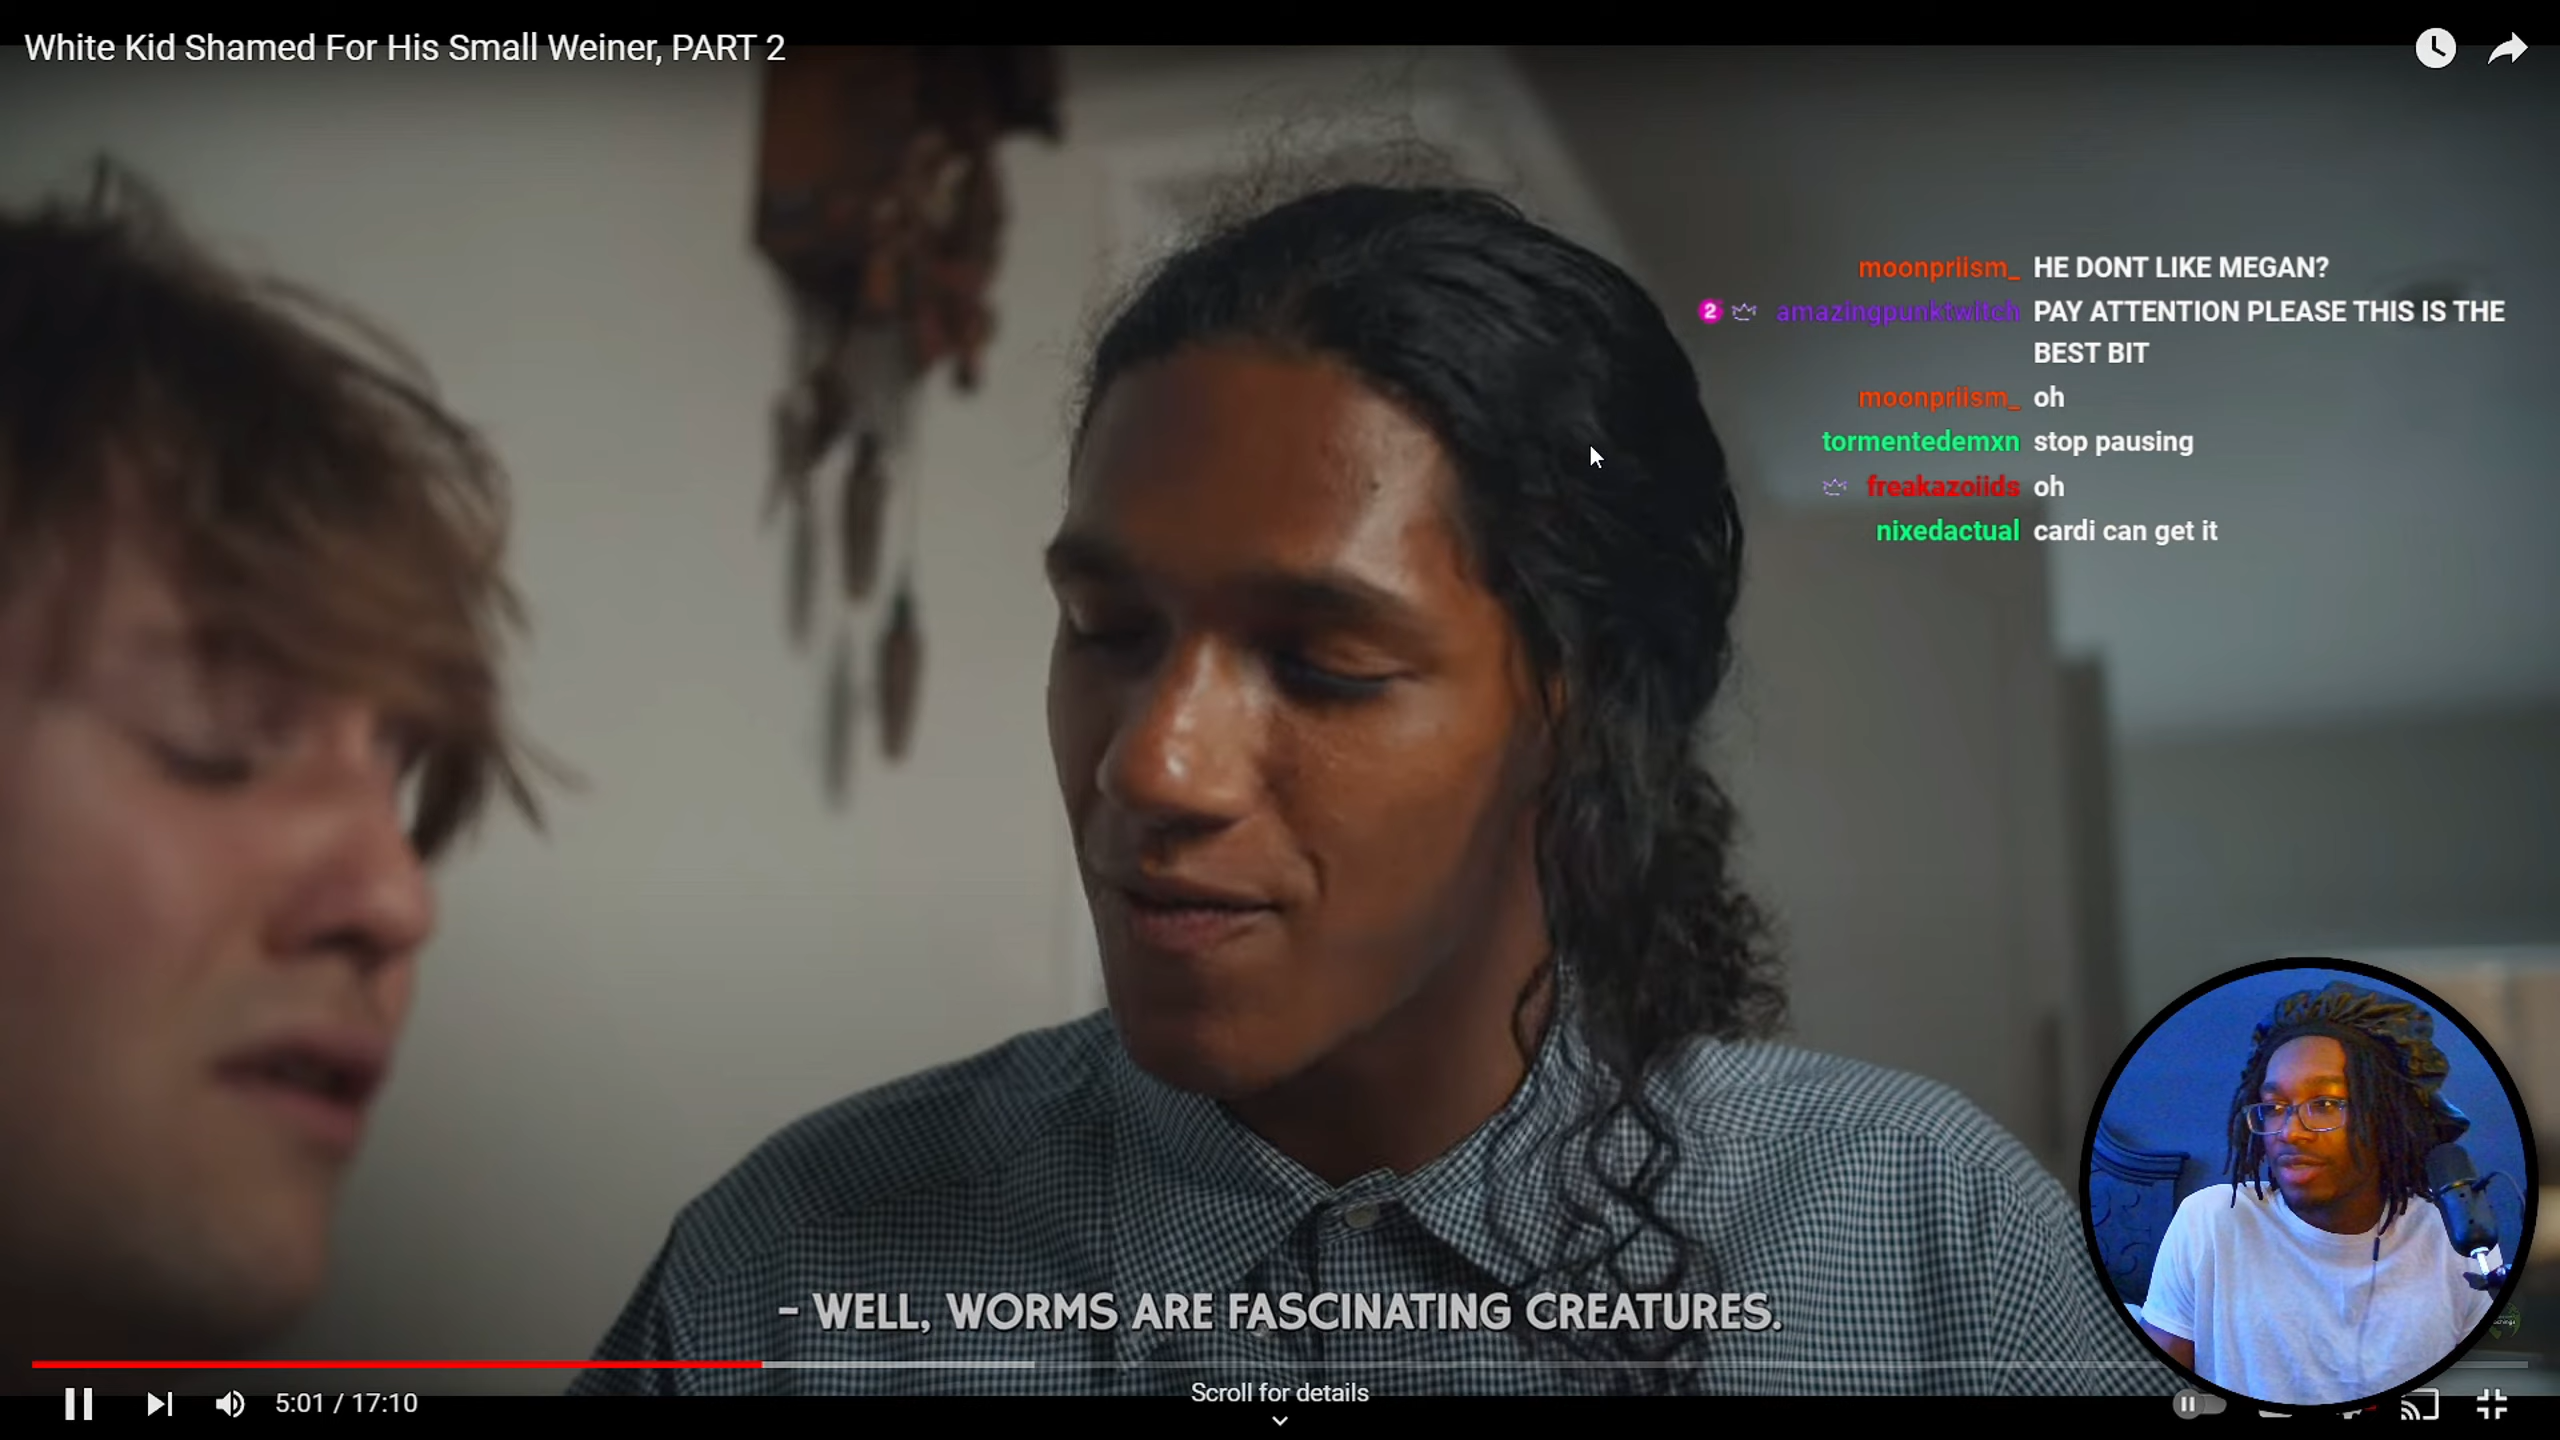 White Kid Shamed For His Small Weiner, PART 2
moonpriism_ HE DONT LIKE MEGAN?
2 amazingpunktwitch PAY ATTENTION PLEASE THIS IS THE
BEST BIT
moonpriism_ oh
tormentedemxn stop pausing
freakazoiids oh
nixedactual cardi can get it
- WELL, WORMS ARE FASCINATING CREATURES.
5:01 / 17:10
Scroll for details